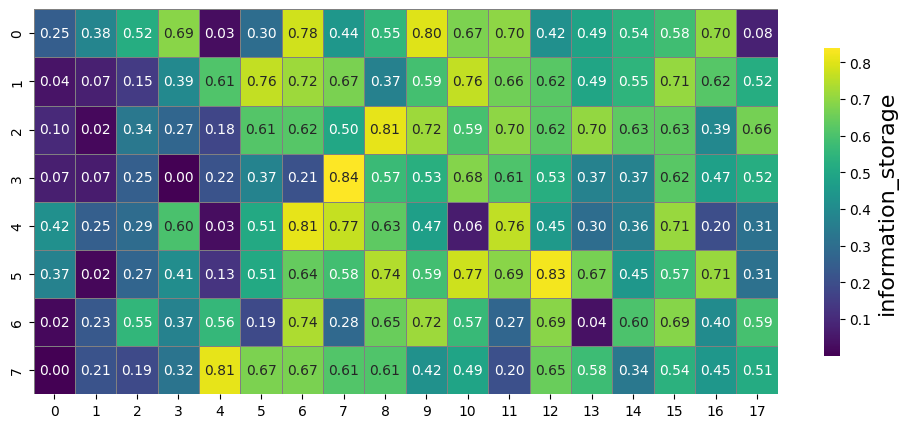 0 0.25 0.38 0.52 0.69 0.03 0.30 0.78 0.44 0.55 0.80 0.67 0.70 0.42 0.49 0.54 0.58 0.70 0.08
1 0.04 0.07 0.15 0.39 0.61 0.76 0.72 0.67 0.37 0.59 0.76 0.66 0.62 0.49 0.55 0.71 0.62 0.52
2 0.10 0.02 0.34 0.27 0.18 0.61 0.62 0.50 0.81 0.72 0.59 0.70 0.62 0.70 0.63 0.63 0.39 0.66
3 0.07 0.07 0.25 0.00 0.22 0.37 0.21 0.84 0.57 0.53 0.68 0.61 0.53 0.37 0.37 0.62 0.47 0.52
4 0.42 0.25 0.29 0.60 0.03 0.51 0.81 0.77 0.63 0.47 0.06 0.76 0.45 0.30 0.36 0.71 0.20 0.31
5 0.37 0.02 0.27 0.41 0.13 0.51 0.64 0.58 0.74 0.59 0.77 0.69 0.83 0.67 0.45 0.57 0.71 0.31
6 0.02 0.23 0.55 0.37 0.56 0.19 0.74 0.28 0.65 0.72 0.57 0.27 0.69 0.04 0.60 0.69 0.40 0.59
7 0.00 0.21 0.19 0.32 0.81 0.67 0.67 0.61 0.61 0.42 0.49 0.20 0.65 0.58 0.34 0.54 0.45 0.51
0 1 2 3 4 5 6 7 8 9 10 11 12 13 14 15 16 17
0.8
0.7
0.6
0.5
0.4
0.3
0.2
0.1
information_storage